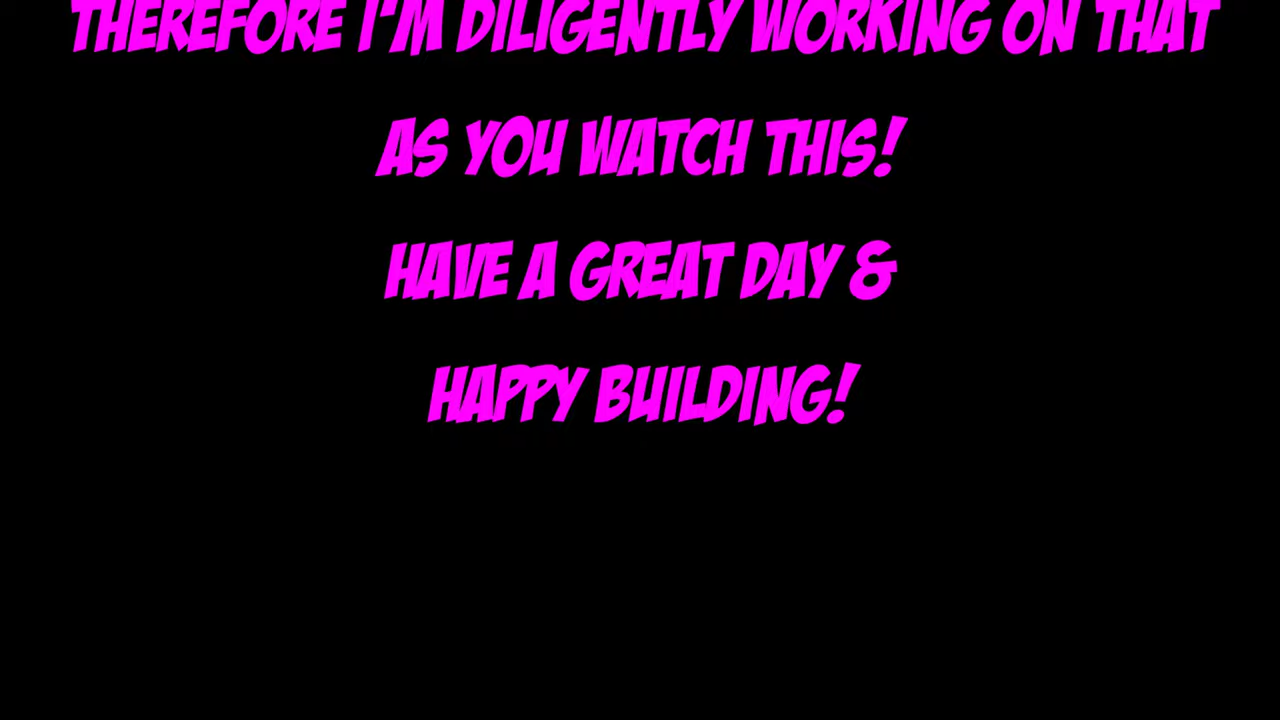 THEREFORE I'M DILIGENTLY WORKING ON THAT
AS YOU WATCH THIS!
HAVE A GREAT DAY &
HAPPY BUILDING!